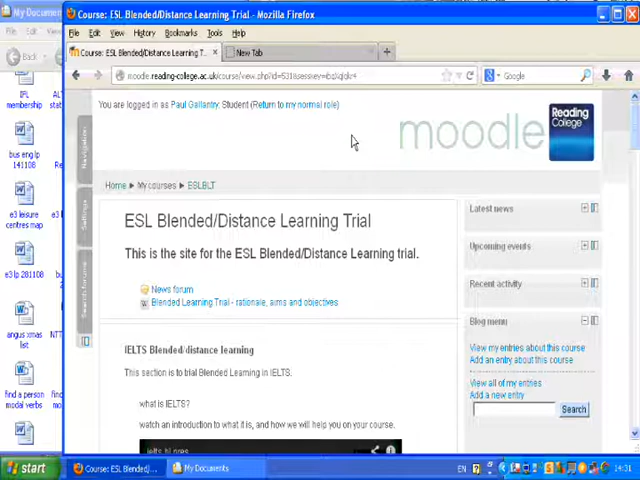 My Documents
Course: ESL Blended/Distance Learning Trial - Mozilla Firefox
File Edit View History Bookmarks Tools Help
Course: ESL Blended/Distance Learning T...
New Tab
Back
Google
You are logged in as Paul Gallantry: Student (Return to my normal role)
moodle
Reading College
Home ► My courses ► ESLBLT
Navigation
Settings
Search forums
ESL Blended/Distance Learning Trial
This is the site for the ESL Blended/Distance Learning trial.
News forum
Blended Learning Trial - rationale, aims and objectives
IELTS Blended/distance learning
This section is to trial Blended Learning in IELTS.
what is IELTS?
watch an introduction to what it is, and how we will help you on your course.
ielts bl pres
Latest news
Upcoming events
Recent activity
Blog menu
View my entries about this course
Add an entry about this course
View all of my entries
Add a new entry
Search
IFL membership
bus eng lp 141108
e3 leisure centres map
e3 lp 281108
angus xmas list
find a person modal verbs
start
Course: ESL Blended/...
My Documents
EN
14:31